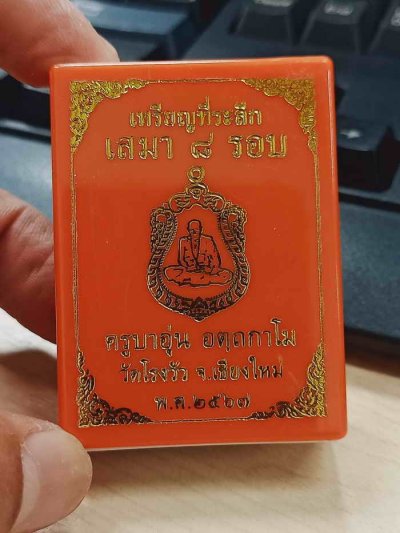 เหรียญที่ระลึก
เสมา ๘ รอบ
ครูบาอุ่น อตฺถกาโม
วัดโรงวัว จ.เชียงใหม่
พ.ศ.๒๕๖๗